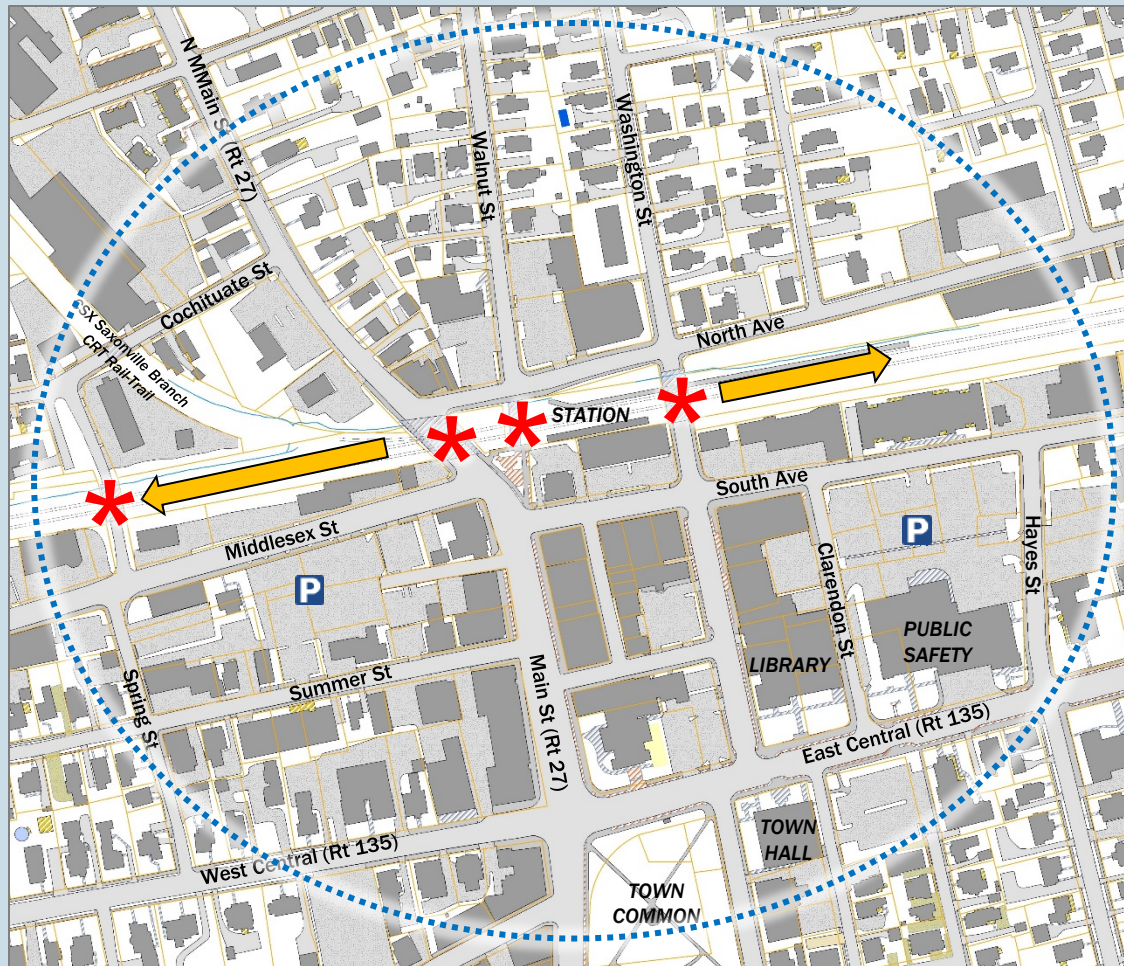 N MMain St (Rt 27)
Walnut St
Washington St
Cochituate St
CSX Saxonville Branch
CRT Rail-Trail
North Ave
STATION
*
*
*
*
South Ave
Middlesex St
P
P
Hayes St
Clarendon St
PUBLIC
SAFETY
LIBRARY
Summer St
Spring St
Main St (Rt 27)
East Central (Rt 135)
TOWN
HALL
West Central (Rt 135)
TOWN
COMMON